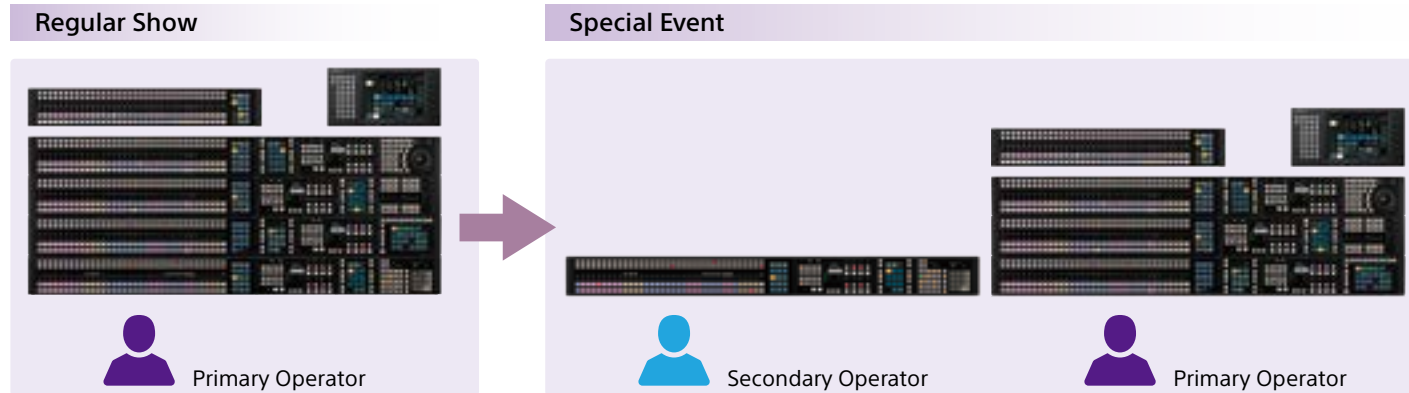 Regular Show
Special Event
Primary Operator
Secondary Operator
Primary Operator